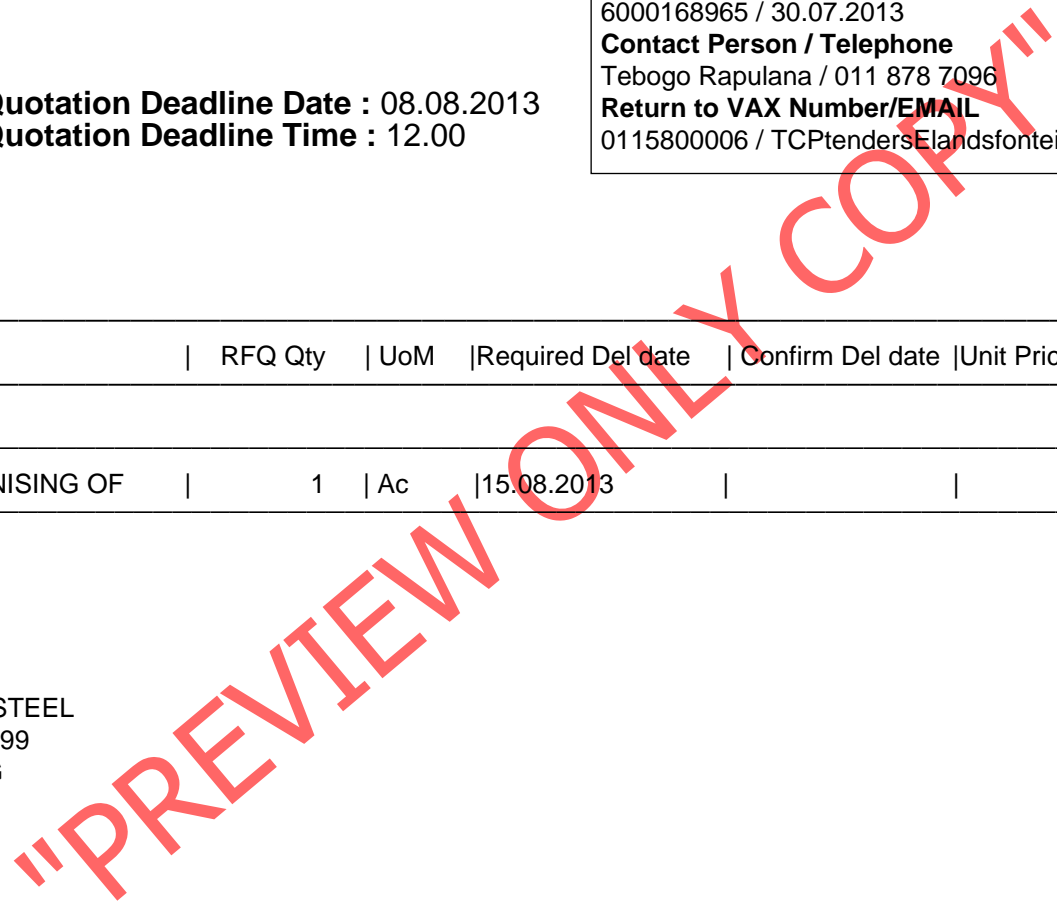 6000168965 / 30.07.2013
Contact Person / Telephone
Tebogo Rapulana / 011 878 7096
Return to VAX Number/EMAIL
0115800006 / TCPtendersElandsfontei
Quotation Deadline Date : 08.08.2013
Quotation Deadline Time : 12.00
| RFQ Qty | UoM |Required Del date | Confirm Del date |Unit Pric
NISING OF | 1 | Ac |15.08.2013 | |
STEEL
99
"PREVIEW ONLY COPY"